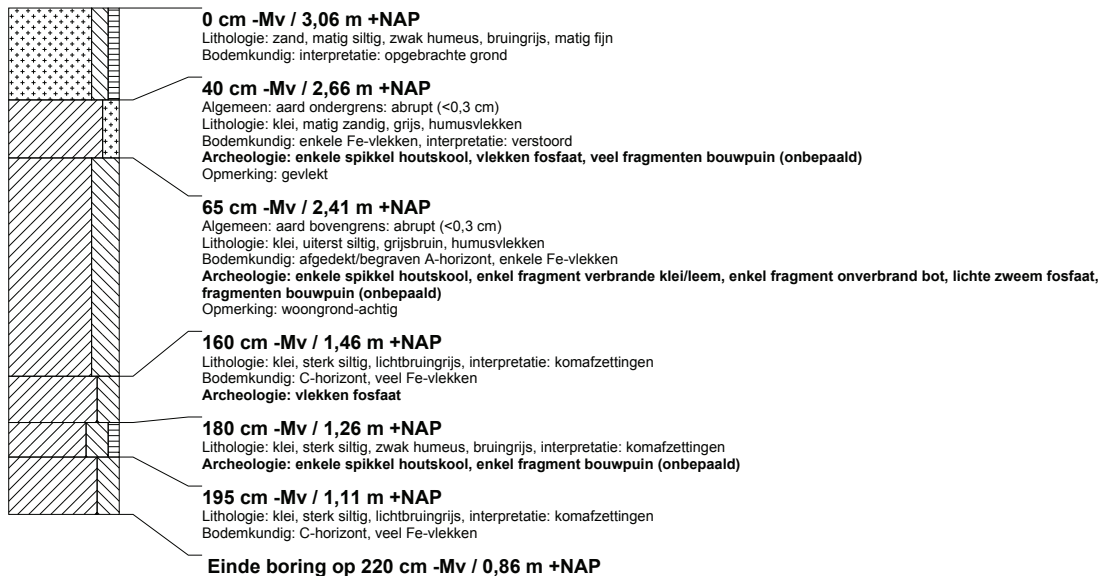 0 cm -Mv / 3,06 m +NAP
Lithologie: zand, matig siltig, zwak humeus, bruingrijs, matig fijn
Bodemkundig: interpretatie: opgebrachte grond
40 cm -Mv / 2,66 m +NAP
Algemeen: aard ondergrens: abrupt (<0,3 cm)
Lithologie: klei, matig zandig, grijs, humusvlekken
Bodemkundig: enkele Fe-vlekken, interpretatie: verstoord
Archeologie: enkele spikkel houtskool, vlekken fosfaat, veel fragmenten bouwpuin (onbepaald)
Opmerking: gevlekt
65 cm -Mv / 2,41 m +NAP
Algemeen: aard bovengrens: abrupt (<0,3 cm)
Lithologie: klei, uiterst siltig, grijsbruin, humusvlekken
Bodemkundig: afgedekt/begraven A-horizont, enkele Fe-vlekken
Archeologie: enkele spikkel houtskool, enkel fragment verbrande klei/leem, enkel fragment onverbrand bot, lichte zweem fosfaat,
fragmenten bouwpuin (onbepaald)
Opmerking: woongrond-achtig
160 cm -Mv / 1,46 m +NAP
Lithologie: klei, sterk siltig, lichtbruingrijs, interpretatie: komafzettingen
Bodemkundig: C-horizont, veel Fe-vlekken
Archeologie: vlekken fosfaat
180 cm -Mv / 1,26 m +NAP
Lithologie: klei, sterk siltig, zwak humeus, bruingrijs, interpretatie: komafzettingen
Archeologie: enkele spikkel houtskool, enkel fragment bouwpuin (onbepaald)
195 cm -Mv / 1,11 m +NAP
Lithologie: klei, sterk siltig, lichtbruingrijs, interpretatie: komafzettingen
Bodemkundig: C-horizont, veel Fe-vlekken
Einde boring op 220 cm -Mv / 0,86 m +NAP